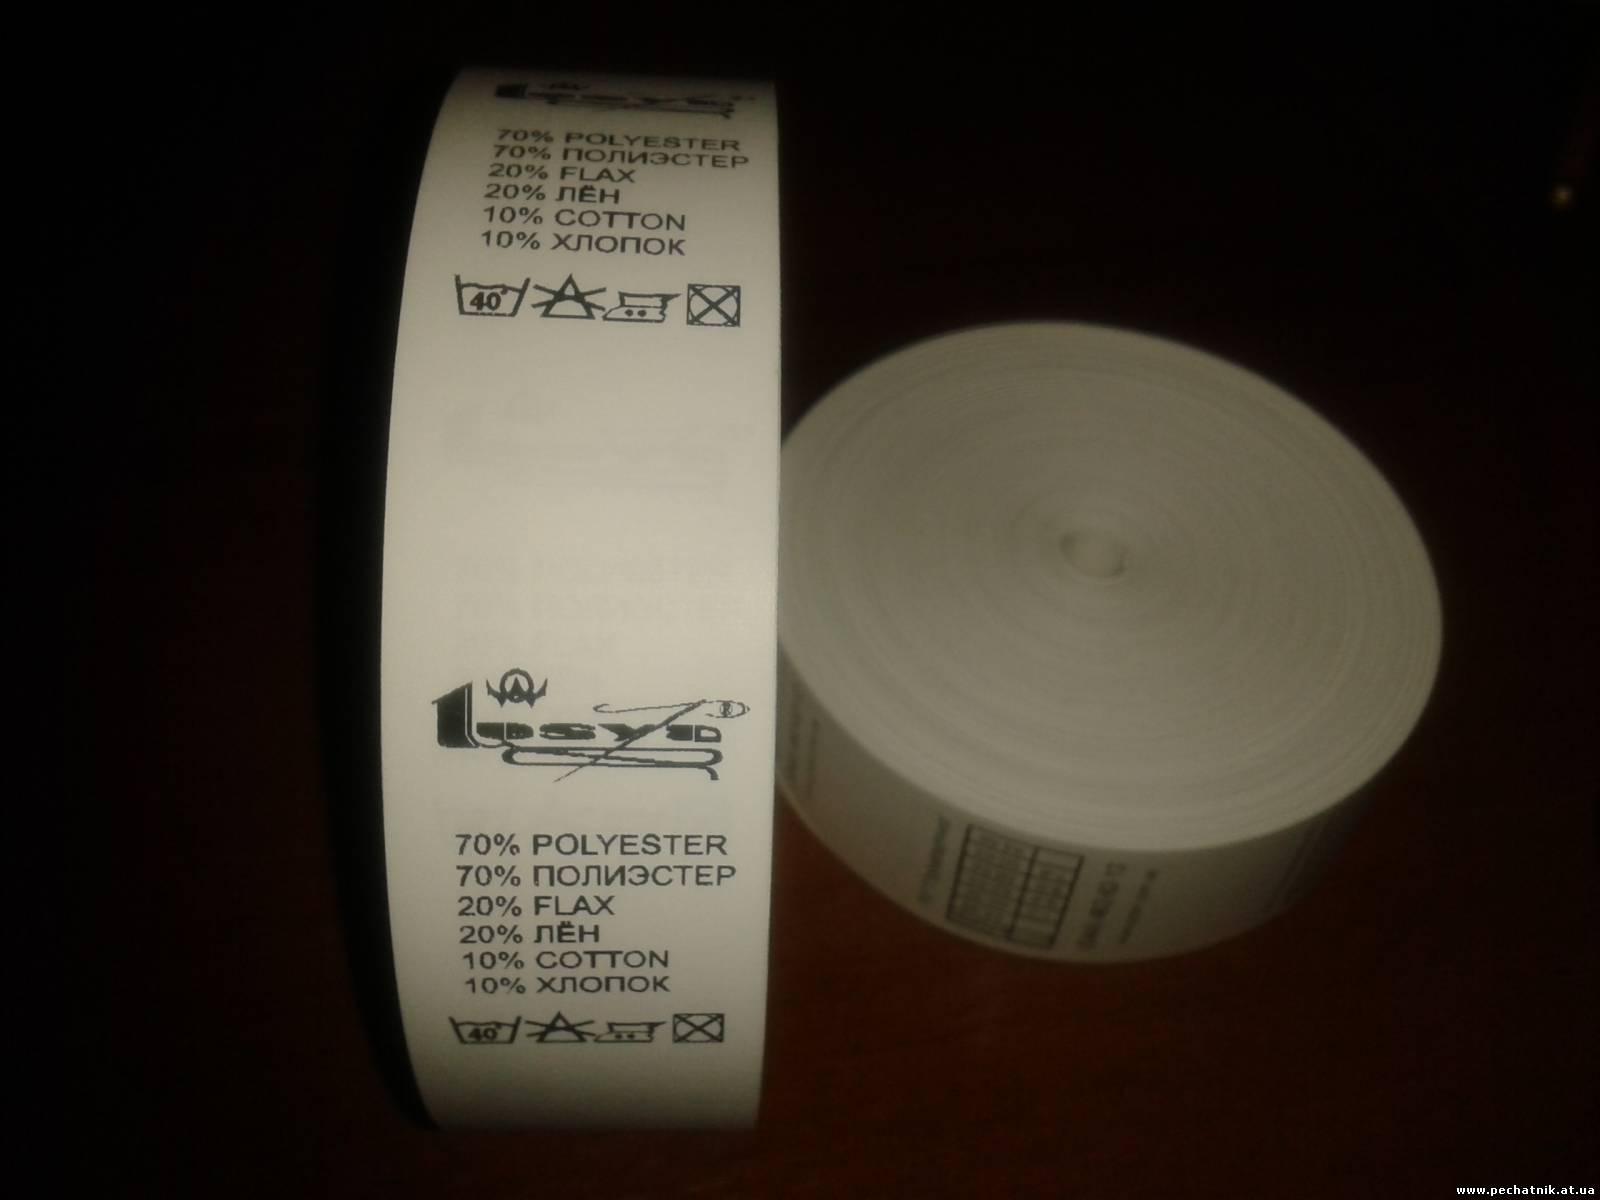 70% POLYESTER
70% ПОЛИЭСТЕР
20% FLAX
20% ЛЁН
10% COTTON
10% ХЛОПОК
40°
®
70% POLYESTER
70% ПОЛИЭСТЕР
20% FLAX
20% ЛЁН
10% COTTON
10% ХЛОПОК
40°
www.pechatnik.at.ua